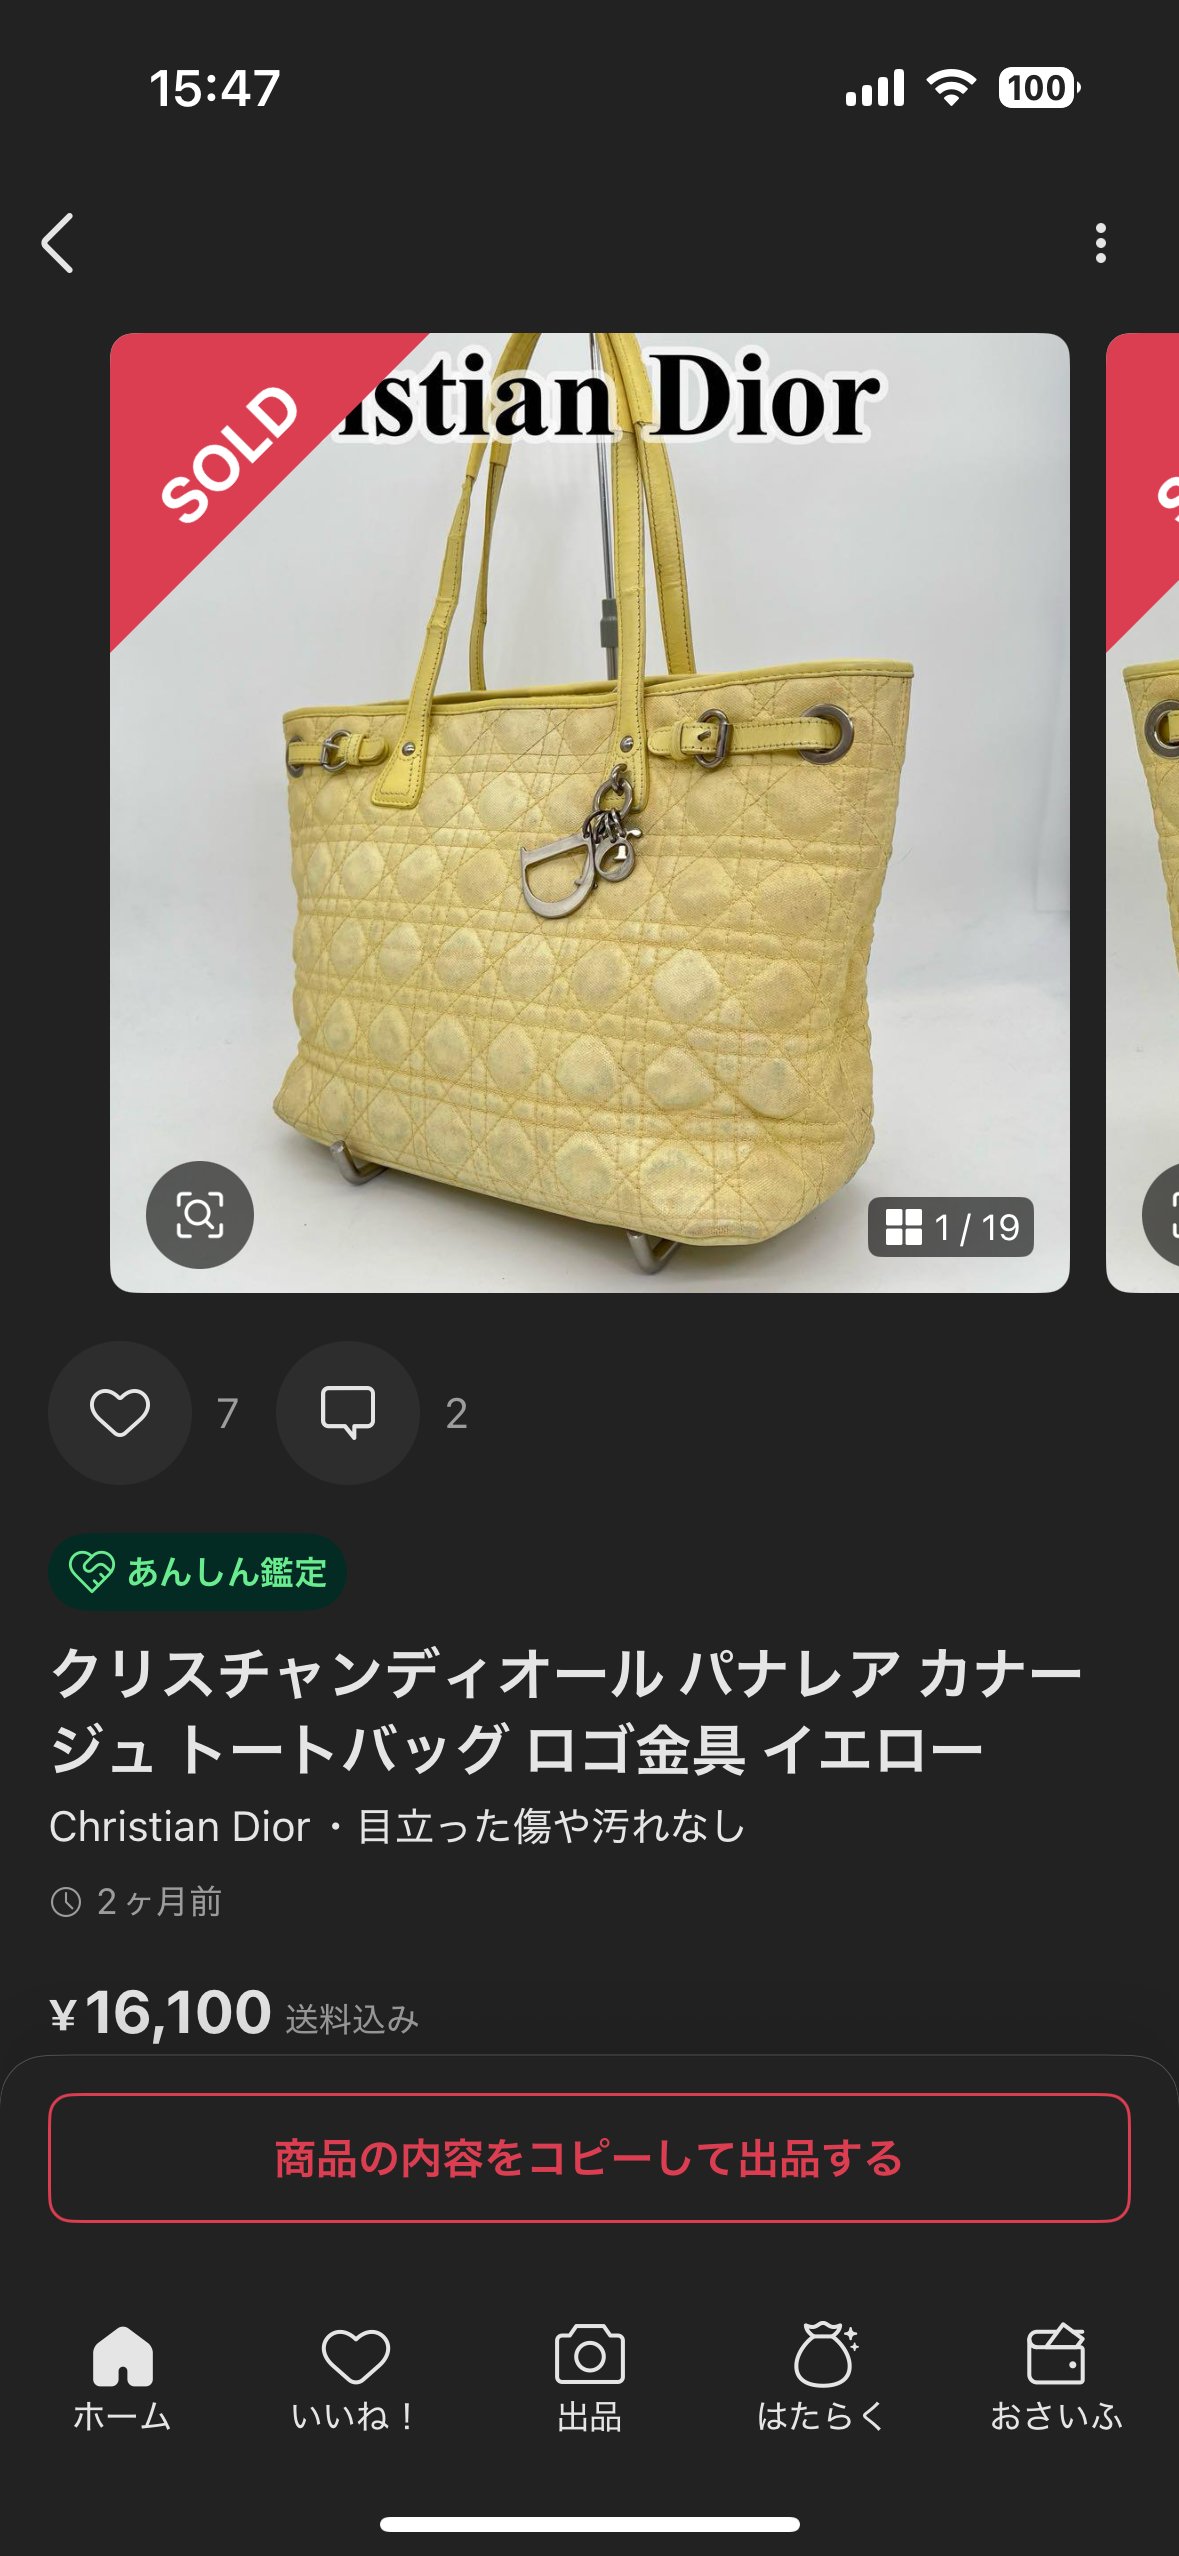 15:47
100
SOLD
istian Dior
1 / 19
7
2
あんしん鑑定
クリスチャンディオール パナレア カナー
ジュ トートバッグ ロゴ金具 イエロー
Christian Dior・目立った傷や汚れなし
2ヶ月前
¥16,100 送料込み
商品の内容をコピーして出品する
ホーム
いいね！
出品
はたらく
おさいふ